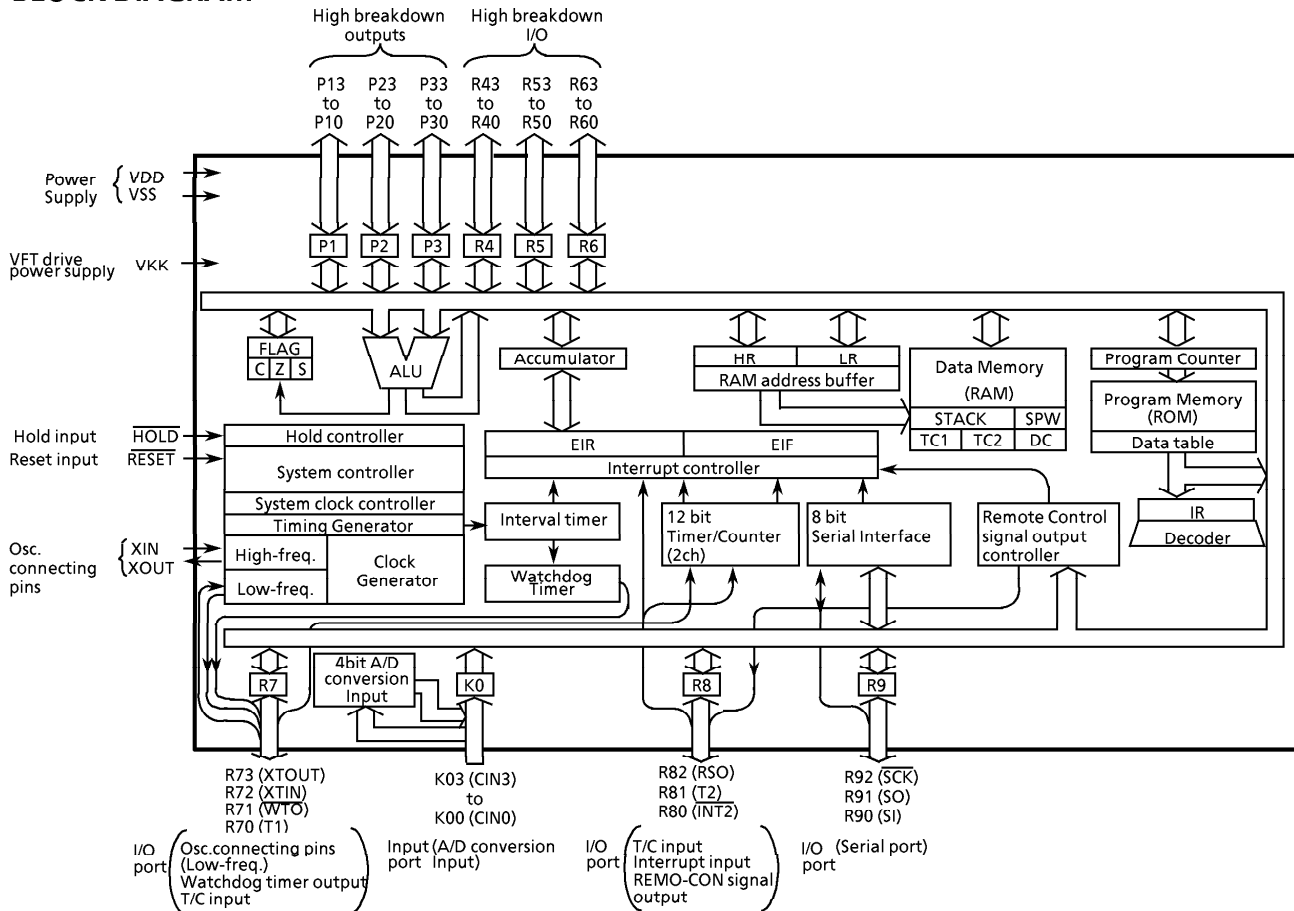 BLOCK DIAGRAM
High breakdown outputs
High breakdown I/O
P13 to P10
P23 to P20
P33 to P30
R43 to R40
R53 to R50
R63 to R60
Power Supply
VDD
VSS
VFT drive power supply
VKK
P1
P2
P3
R4
R5
R6
FLAG
C Z S
ALU
Accumulator
HR
LR
RAM address buffer
Data Memory (RAM)
STACK
SPW
TC1
TC2
DC
Program Counter
Program Memory (ROM)
Data table
IR
Decoder
Hold input
HOLD
Reset input
RESET
Hold controller
System controller
System clock controller
Timing Generator
High-freq.
Low-freq.
Clock Generator
Osc. connecting pins
XIN
XOUT
EIR
EIF
Interrupt controller
Interval timer
Watchdog Timer
12 bit Timer/Counter (2ch)
8 bit Serial Interface
Remote Control signal output controller
R7
4bit A/D conversion Input
K0
R8
R9
R73 (XTOUT)
R72 (XTIN)
R71 (WTO)
R70 (T1)
K03 (CIN3)
to
K00 (CIN0)
R82 (RSO)
R81 (T2)
R80 (INT2)
R92 (SCK)
R91 (SO)
R90 (SI)
I/O port
Osc.connecting pins
(Low-freq.)
Watchdog timer output
T/C input
Input port
(A/D conversion Input)
I/O port
T/C input
Interrupt input
REMO-CON signal output
I/O port
(Serial port)